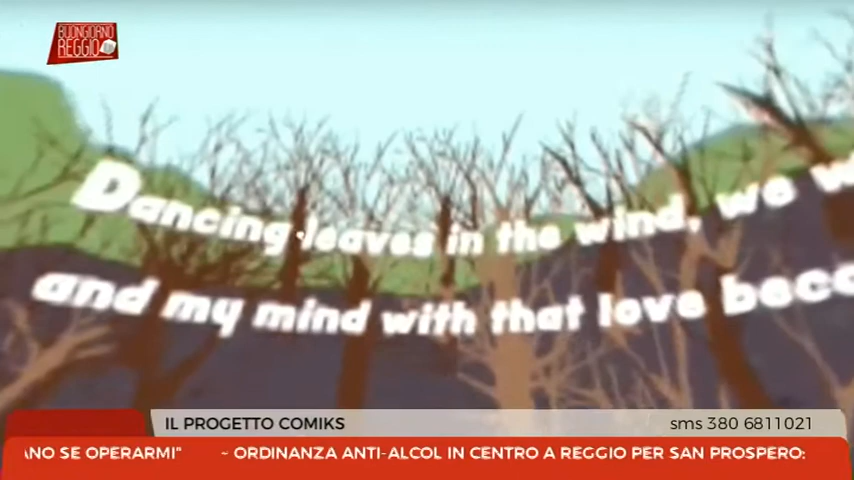 BUONGIORNO
REGGIO
Dancing leaves in the wind, we
and my mind with that love
IL PROGETTO COMIKS
sms 380 6811021
NO SE OPERARMI" ~ ORDINANZA ANTI-ALCOL IN CENTRO A REGGIO PER SAN PROSPERO: